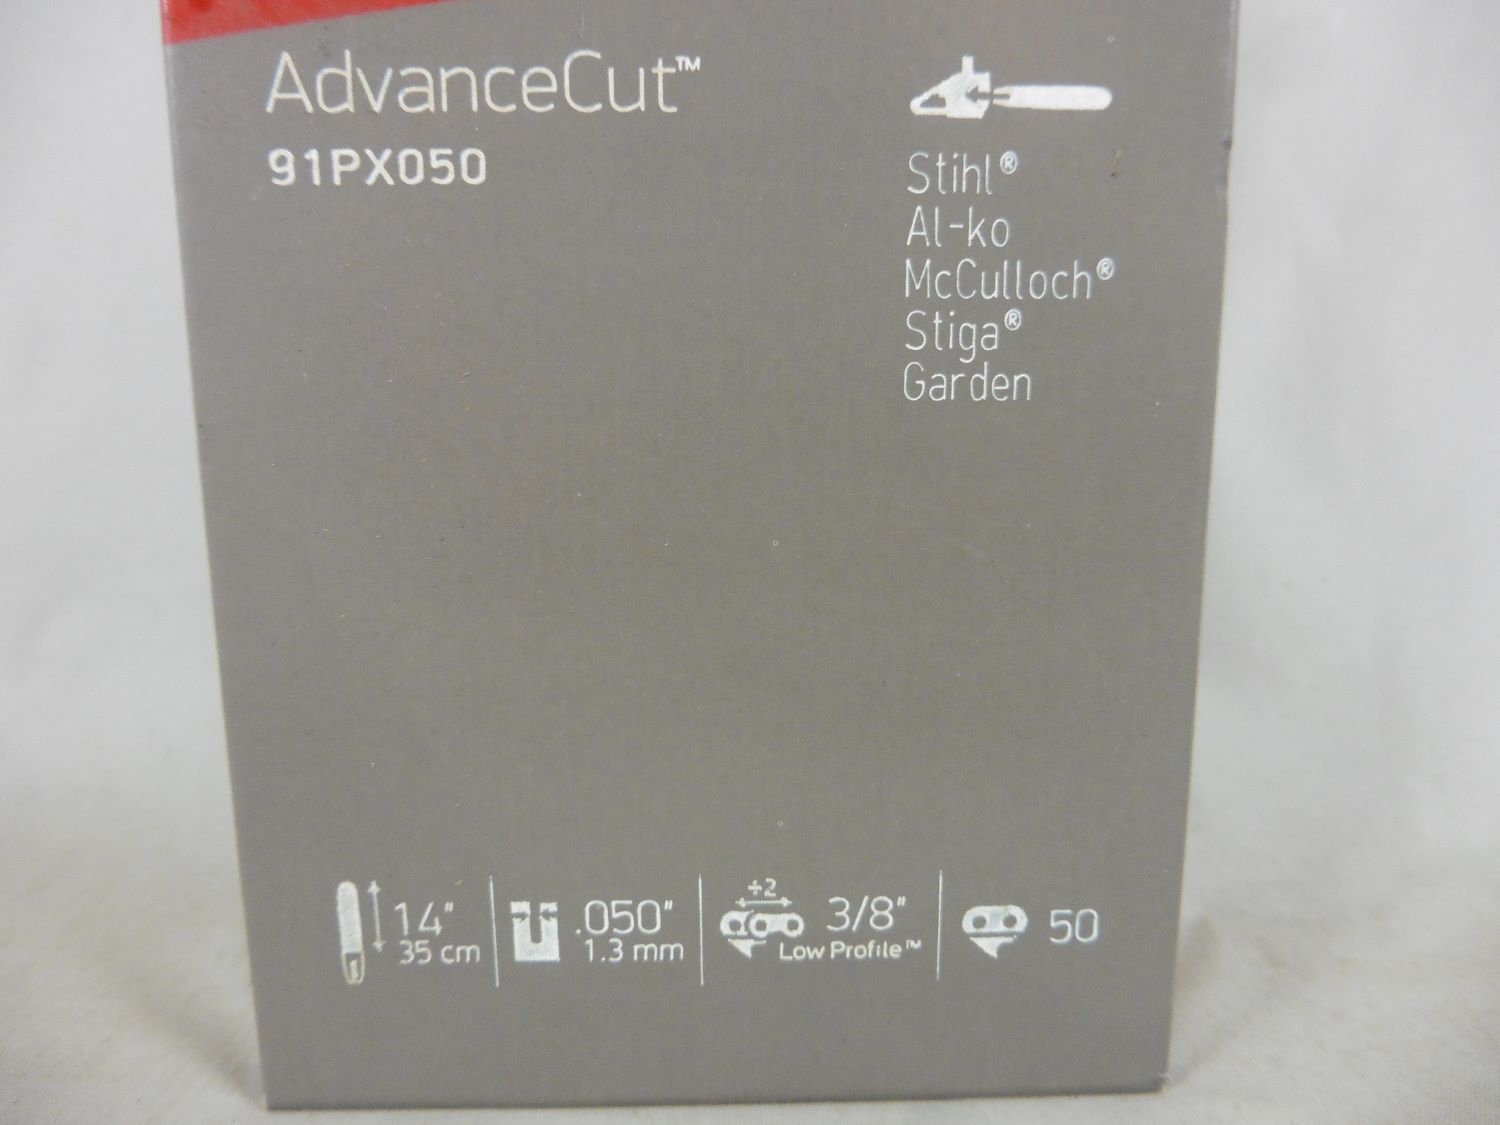 AdvanceCut™
91PX050
Stihl®
Al-ko
McCulloch®
Stiga®
Garden
14"
35 cm
.050"
1.3 mm
÷2
3/8"
Low Profile™
50